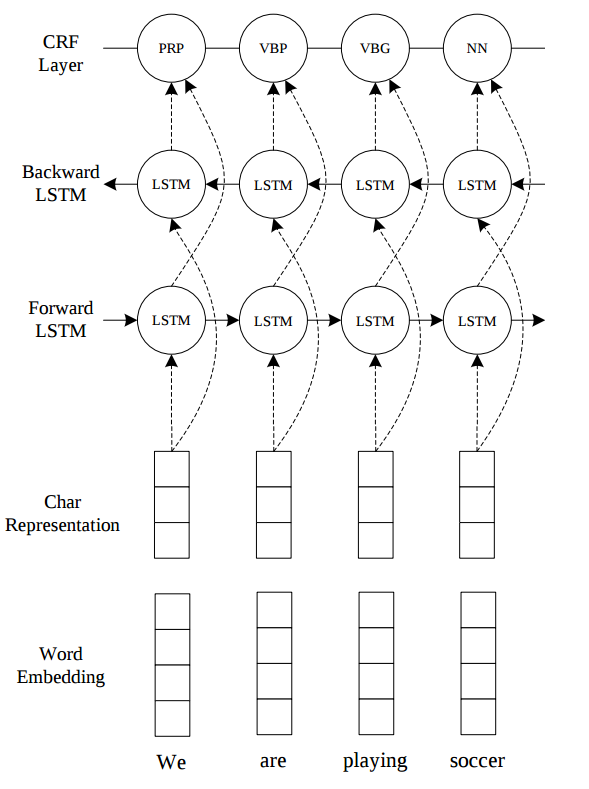 CRF
Layer
PRP VBP VBG NN
Backward
LSTM
LSTM LSTM LSTM LSTM
Forward
LSTM
LSTM LSTM LSTM LSTM
Char
Representation
Word
Embedding
We are playing soccer